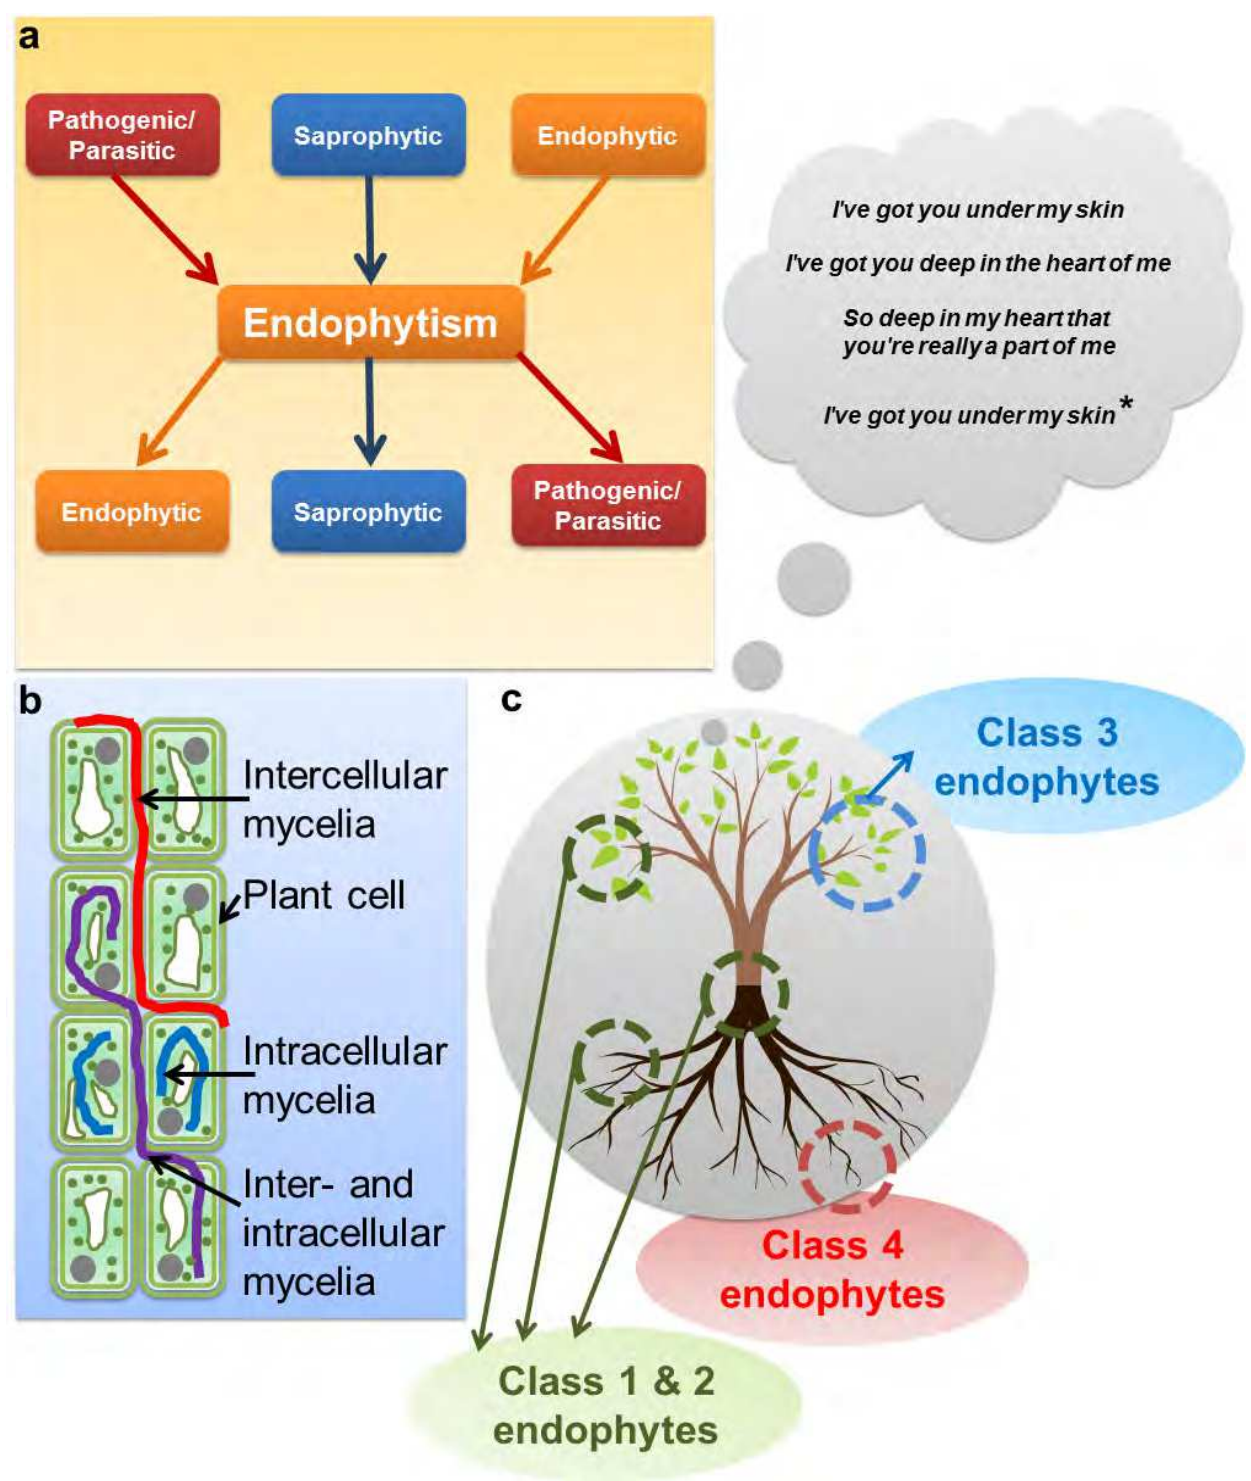 a
Pathogenic/
Parasitic
Saprophytic
Endophytic
Endophytism
Endophytic
Saprophytic
Pathogenic/
Parasitic
I've got you under my skin
I've got you deep in the heart of me
So deep in my heart that
you're really a part of me
I've got you under my skin*
b
Intercellular
mycelia
Plant cell
Intracellular
mycelia
Inter- and
intracellular
mycelia
c
Class 3
endophytes
Class 4
endophytes
Class 1 & 2
endophytes